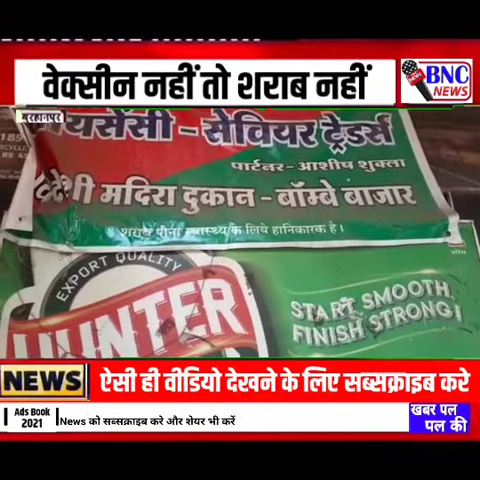 वेक्सीन नहीं तो शराब नहीं
BNC
NEWS
बुरहानपुर
लायसेंसी - सेवियर ट्रेडर्स
पार्टनर - आशीष शुक्ला
विदेशी मदिरा दुकान - बॉम्बे बाजार
शराब पीना स्वास्थ्य के लिये हानिकारक है।
EXPORT QUALITY
HUNTER
START SMOOTH
FINISH STRONG!
NEWS
ऐसी ही वीडियो देखने के लिए सब्सक्राइब करे
Ads Book
2021
News को सब्सक्राइब करे और शेयर भी करें
खबर पल
पल की